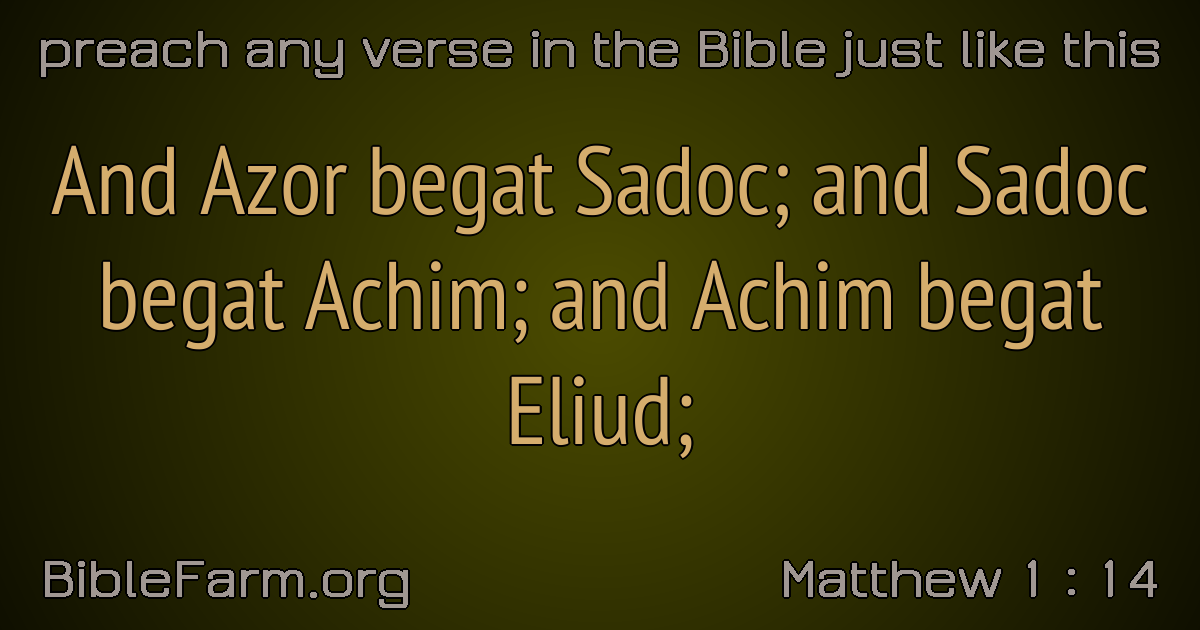 preach any verse in the Bible just like this
And Azor begat Sadoc; and Sadoc
begat Achim; and Achim begat
Eliud;
BibleFarm.org
Matthew 1 : 14